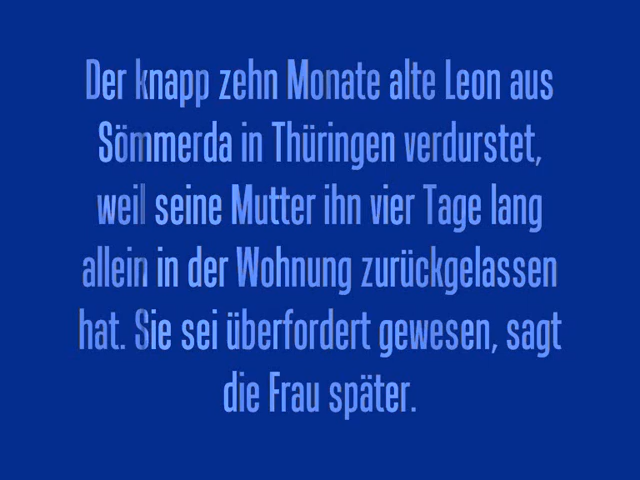 Der knapp zehn Monate alte Leon aus
Sömmerda in Thüringen verdurstet,
weil seine Mutter ihn vier Tage lang
allein in der Wohnung zurückgelassen
hat. Sie sei überfordert gewesen, sagt
die Frau später.